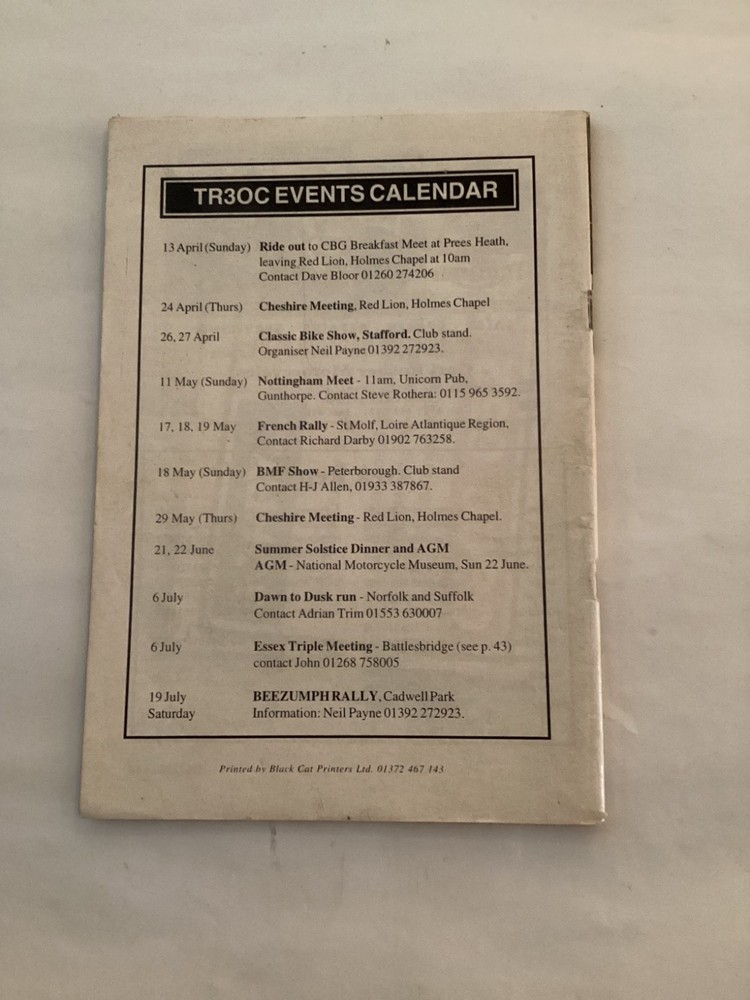 TR3OC EVENTS CALENDAR
13 April (Sunday) Ride out to CBG Breakfast Meet at Prees Heath,
leaving Red Lion, Holmes Chapel at 10am
Contact Dave Bloor 01260 274206
24 April (Thurs) Cheshire Meeting, Red Lion, Holmes Chapel
26, 27 April Classic Bike Show, Stafford. Club stand.
Organiser Neil Payne 01392 272923.
11 May (Sunday) Nottingham Meet - 11am, Unicorn Pub,
Gunthorpe. Contact Steve Rothera: 0115 965 3592.
17, 18, 19 May French Rally - St Molf, Loire Atlantique Region,
Contact Richard Darby 01902 763258.
18 May (Sunday) BMF Show - Peterborough. Club stand
Contact H-J Allen, 01933 387867.
29 May (Thurs) Cheshire Meeting - Red Lion, Holmes Chapel.
21, 22 June Summer Solstice Dinner and AGM
AGM - National Motorcycle Museum, Sun 22 June.
6 July Dawn to Dusk run - Norfolk and Suffolk
Contact Adrian Trim 01553 630007
6 July Essex Triple Meeting - Battlesbridge (see p. 43)
contact John 01268 758005
19 July BEEZUMPH RALLY, Cadwell Park
Saturday Information: Neil Payne 01392 272923.
Printed by Black Cat Printers Ltd. 01372 467 143